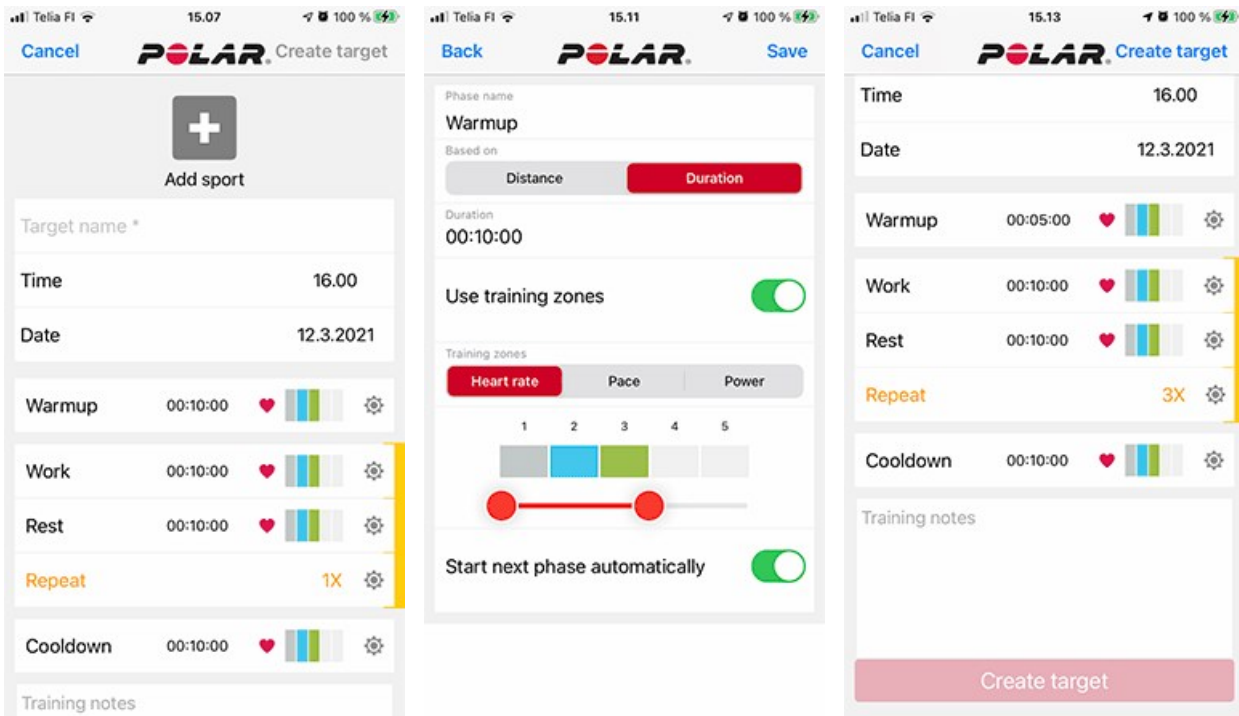 Telia FI 15.07 100 %
Cancel POLAR. Create target
Add sport
Target name *
Time 16.00
Date 12.3.2021
Warmup 00:10:00
Work 00:10:00
Rest 00:10:00
Repeat 1X
Cooldown 00:10:00
Training notes
Telia FI 15.11 100 %
Back POLAR. Save
Phase name
Warmup
Based on
Distance Duration
Duration
00:10:00
Use training zones
Training zones
Heart rate Pace Power
1 2 3 4 5
Start next phase automatically
Telia FI 15.13 100 %
Cancel POLAR. Create target
Time 16.00
Date 12.3.2021
Warmup 00:05:00
Work 00:10:00
Rest 00:10:00
Repeat 3X
Cooldown 00:10:00
Training notes
Create target